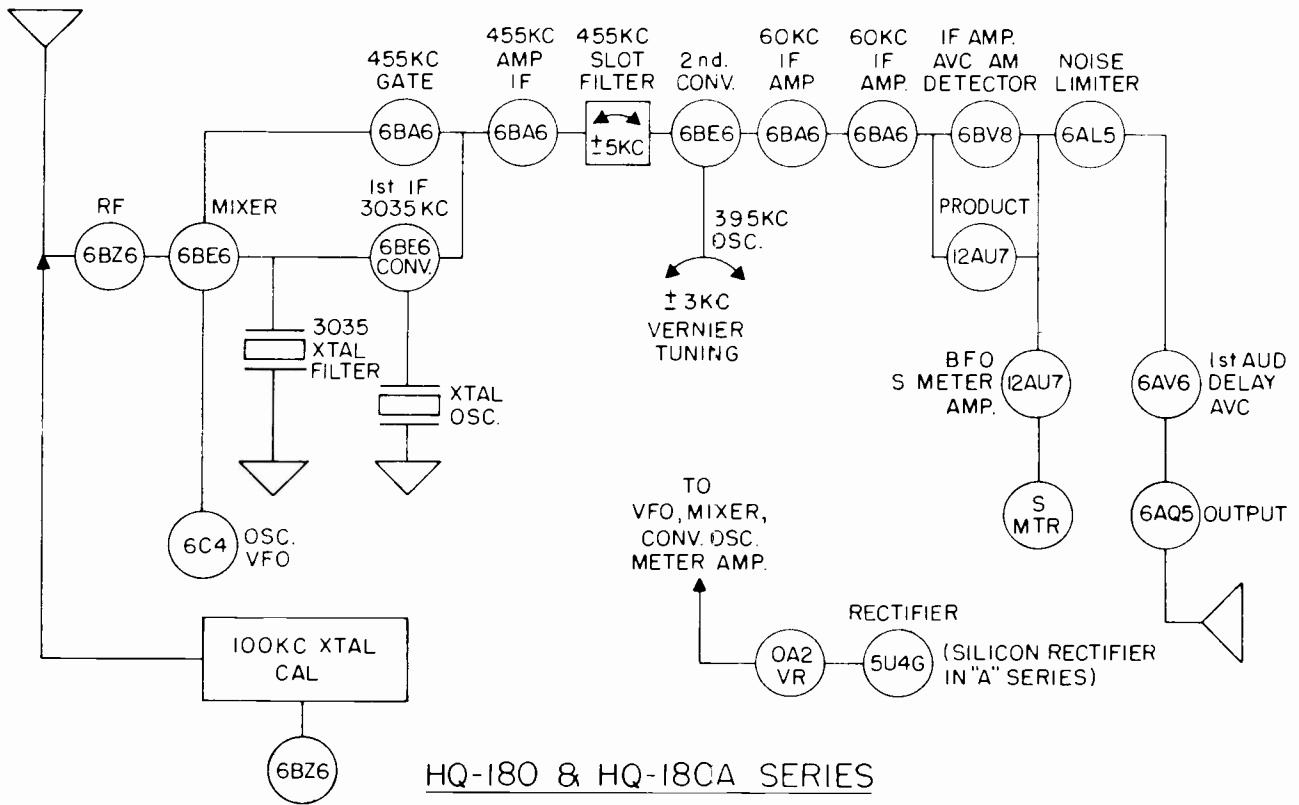 455KC
GATE
6BA6
455KC
AMP
IF
6BA6
455KC
SLOT
FILTER
±5KC
2nd.
CONV.
6BE6
60KC
IF
AMP
6BA6
60KC
IF
AMP.
6BA6
IF AMP.
AVC AM
DETECTOR
6BV8
NOISE
LIMITER
6AL5
RF
6BZ6
MIXER
6BE6
1st IF
3035KC
6BE6
CONV.
395KC
OSC.
±3KC
VERNIER
TUNING
PRODUCT
12AU7
3035
XTAL
FILTER
XTAL
OSC.
BFO
S METER
AMP.
12AU7
1st AUD
DELAY
AVC
6AV6
S
MTR
6AQ5
OUTPUT
6C4
OSC.
VFO
TO
VFO, MIXER,
CONV. OSC.
METER AMP.
100KC XTAL
CAL
6BZ6
RECTIFIER
OA2
VR
5U4G
(SILICON RECTIFIER
IN "A" SERIES)
HQ-180 & HQ-180A SERIES